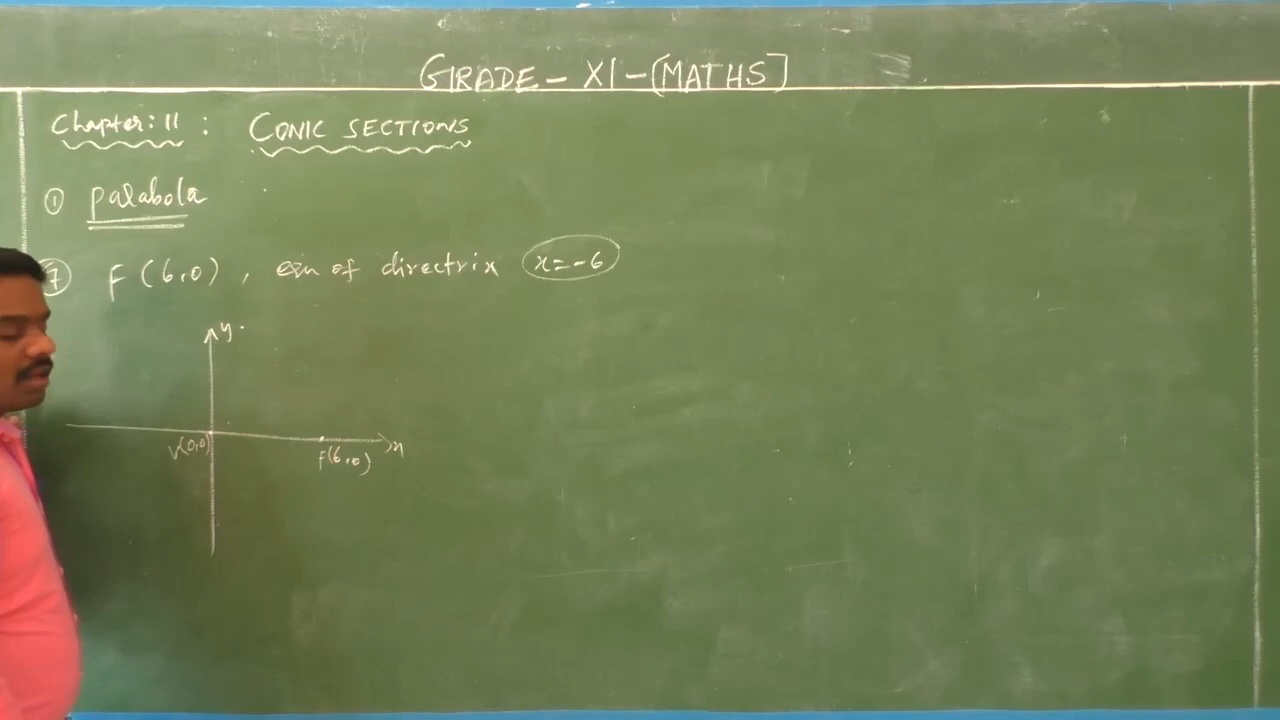 GRADE - XI - [MATHS]
Chapter: 11 : CONIC SECTIONS
① parabola
⑦ F(6,0), eqn of directrix x=-6
y
V(0,0) x
F(6,0)